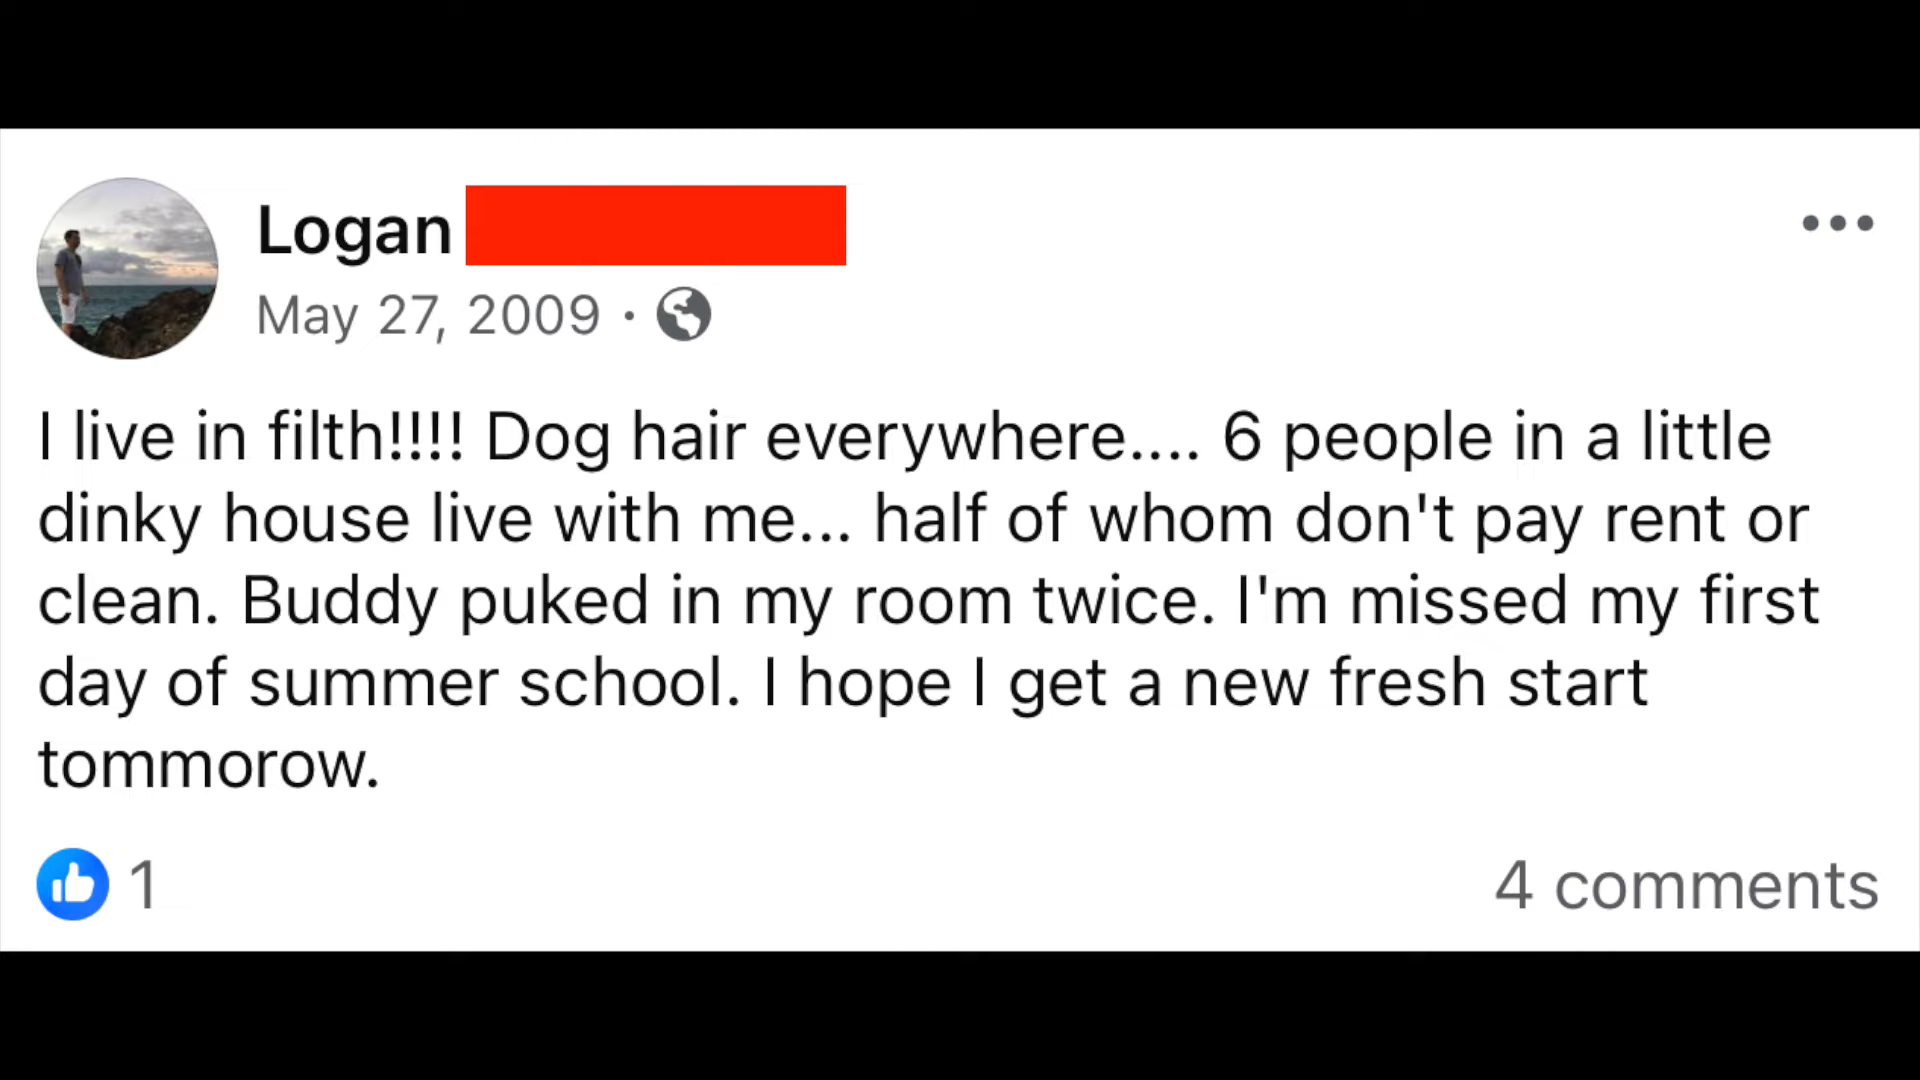 Logan
May 27, 2009 ·
I live in filth!!!! Dog hair everywhere.... 6 people in a little
dinky house live with me... half of whom don't pay rent or
clean. Buddy puked in my room twice. I'm missed my first
day of summer school. I hope I get a new fresh start
tommorow.
1
4 comments